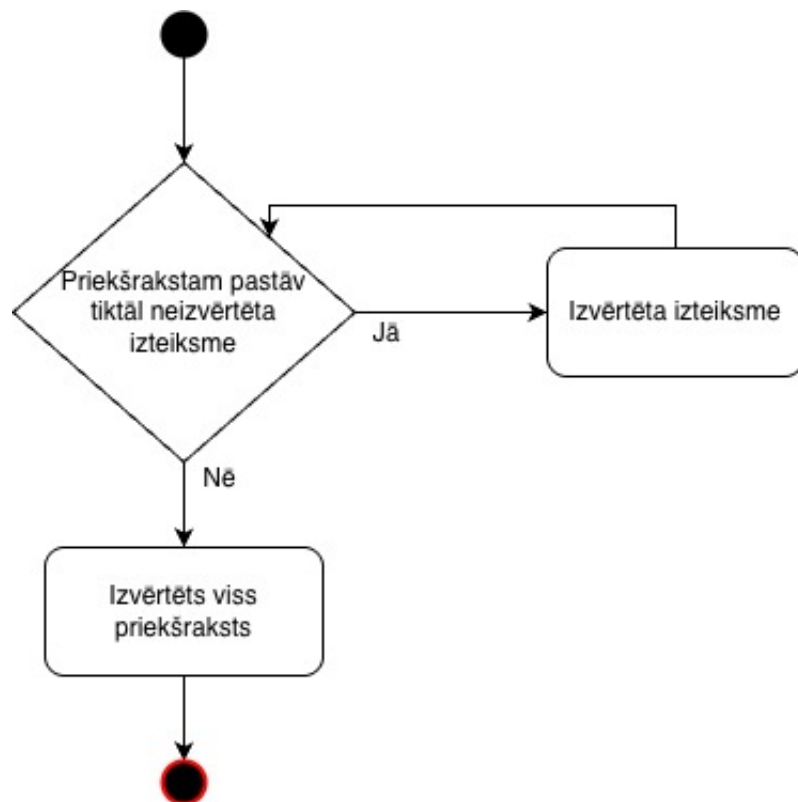 Priekšrakstam pastāv
tiktāl neizvērtēta
izteiksme
Jā
Izvērtēta izteiksme
Nē
Izvērtēts viss
priekšraksts